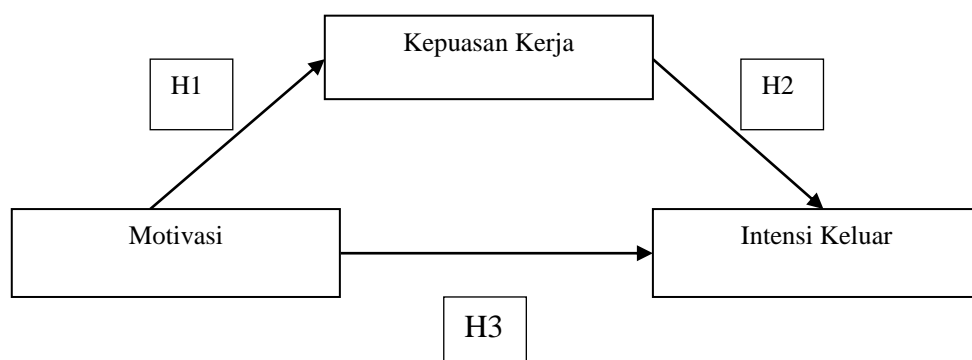 Kepuasan Kerja
H1
H2
Motivasi
Intensi Keluar
H3